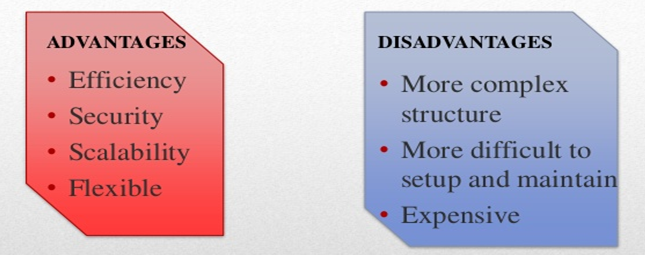 ADVANTAGES
• Efficiency
• Security
• Scalability
• Flexible
DISADVANTAGES
• More complex
structure
• More difficult to
setup and maintain
• Expensive